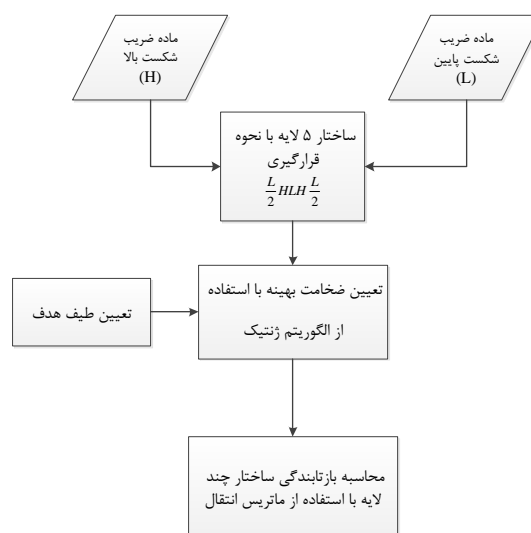 ماده ضریب
شکست بالا
(H)
ماده ضریب
شکست پایین
(L)
ساختار ۵ لایه با نحوه
قرارگیری
\frac{L}{2} HLH \frac{L}{2}
تعیین ضخامت بهینه با استفاده
از الگوریتم ژنتیک
تعیین طیف هدف
محاسبه بازتابندگی ساختار چند
لایه با استفاده از ماتریس انتقال